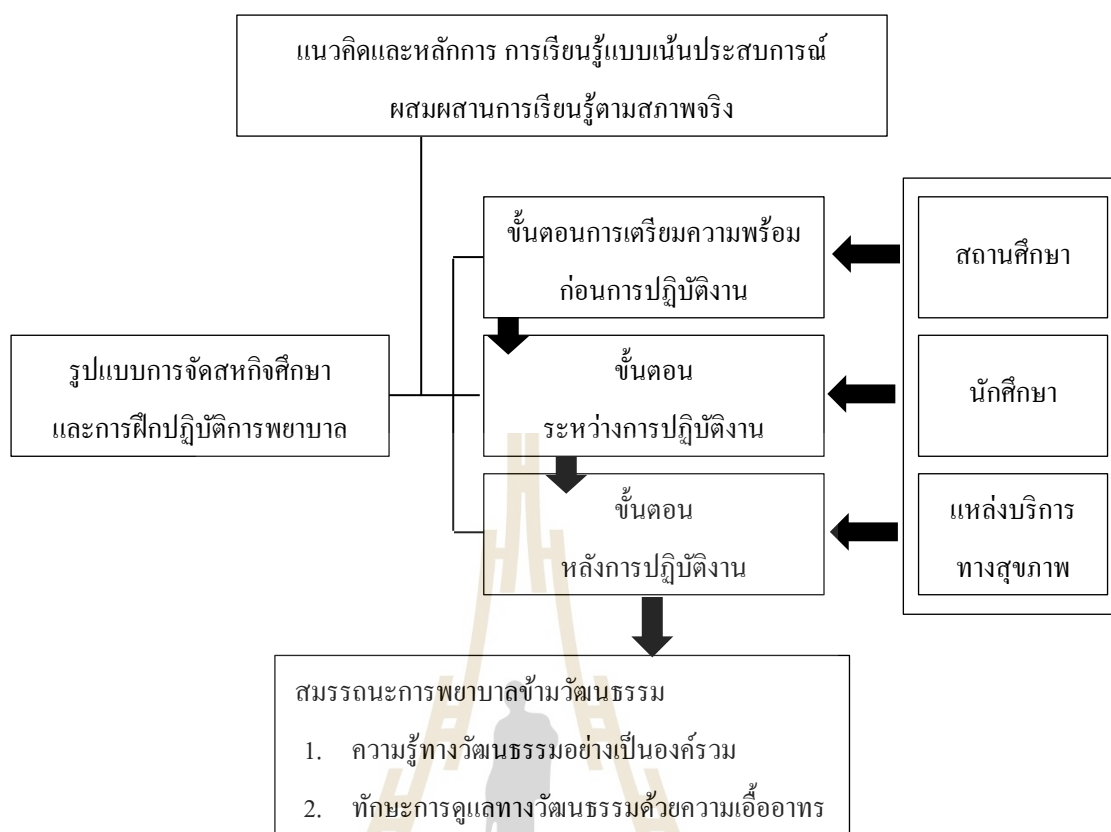 แนวคิดและหลักการ การเรียนรู้แบบเน้นประสบการณ์
ผสมผสานการเรียนรู้ตามสภาพจริง
ขั้นตอนการเตรียมความพร้อม
ก่อนการปฏิบัติงาน
สถานศึกษา
รูปแบบการจัดสหกิจศึกษา
และการฝึกปฏิบัติการพยาบาล
ขั้นตอน
ระหว่างการปฏิบัติงาน
นักศึกษา
ขั้นตอน
หลังการปฏิบัติงาน
แหล่งบริการ
ทางสุขภาพ
สมรรถนะการพยาบาลข้ามวัฒนธรรม
1. ความรู้ทางวัฒนธรรมอย่างเป็นองค์รวม
2. ทักษะการดูแลทางวัฒนธรรมด้วยความเอื้ออาทร